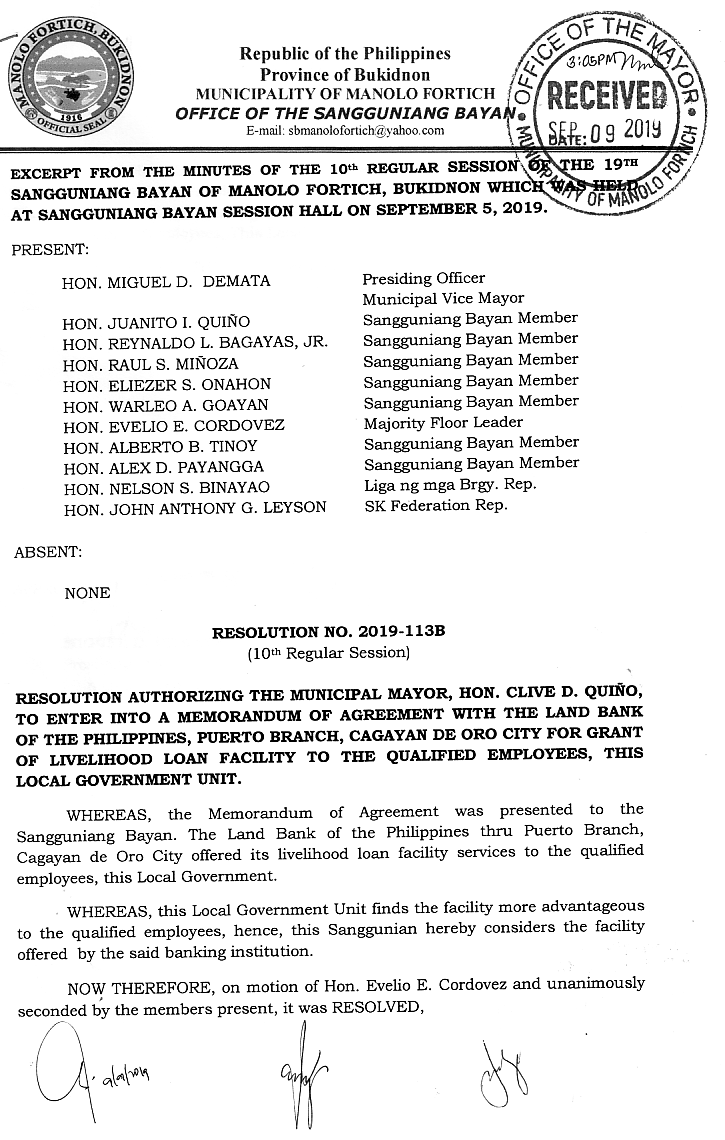 MANOLO FORTICH, BUKIDNON
1916
OFFICIAL SEAL
Republic of the Philippines
Province of Bukidnon
MUNICIPALITY OF MANOLO FORTICH
OFFICE OF THE SANGGUNIANG BAYAN
E-mail: sbmanolofortich@yahoo.com
OFFICE OF THE MAYOR
3:05PM
RECEIVED
DATE: SEP 09 2019
MUNICIPALITY OF MANOLO FORTICH
EXCERPT FROM THE MINUTES OF THE 10th REGULAR SESSION OF THE 19TH
SANGGUNIANG BAYAN OF MANOLO FORTICH, BUKIDNON WHICH WAS HELD
AT SANGGUNIANG BAYAN SESSION HALL ON SEPTEMBER 5, 2019.
PRESENT:
HON. MIGUEL D. DEMATA Presiding Officer
Municipal Vice Mayor
HON. JUANITO I. QUIÑO Sangguniang Bayan Member
HON. REYNALDO L. BAGAYAS, JR. Sangguniang Bayan Member
HON. RAUL S. MIÑOZA Sangguniang Bayan Member
HON. ELIEZER S. ONAHON Sangguniang Bayan Member
HON. WARLEO A. GOAYAN Sangguniang Bayan Member
HON. EVELIO E. CORDOVEZ Majority Floor Leader
HON. ALBERTO B. TINOY Sangguniang Bayan Member
HON. ALEX D. PAYANGGA Sangguniang Bayan Member
HON. NELSON S. BINAYAO Liga ng mga Brgy. Rep.
HON. JOHN ANTHONY G. LEYSON SK Federation Rep.
ABSENT:
NONE
RESOLUTION NO. 2019-113B
(10th Regular Session)
RESOLUTION AUTHORIZING THE MUNICIPAL MAYOR, HON. CLIVE D. QUIÑO,
TO ENTER INTO A MEMORANDUM OF AGREEMENT WITH THE LAND BANK
OF THE PHILIPPINES, PUERTO BRANCH, CAGAYAN DE ORO CITY FOR GRANT
OF LIVELIHOOD LOAN FACILITY TO THE QUALIFIED EMPLOYEES, THIS
LOCAL GOVERNMENT UNIT.
WHEREAS, the Memorandum of Agreement was presented to the
Sangguniang Bayan. The Land Bank of the Philippines thru Puerto Branch,
Cagayan de Oro City offered its livelihood loan facility services to the qualified
employees, this Local Government.
WHEREAS, this Local Government Unit finds the facility more advantageous
to the qualified employees, hence, this Sanggunian hereby considers the facility
offered by the said banking institution.
NOW THEREFORE, on motion of Hon. Evelio E. Cordovez and unanimously
seconded by the members present, it was RESOLVED,